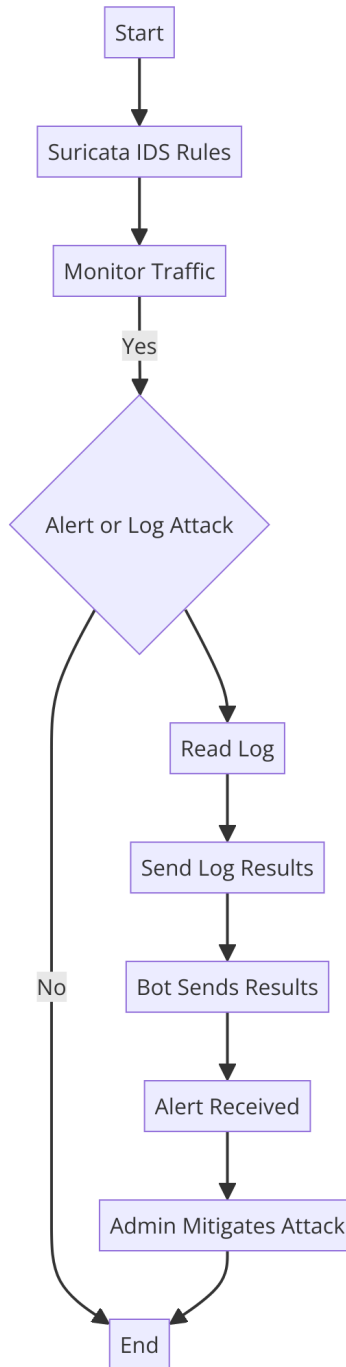 Start
Suricata IDS Rules
Monitor Traffic
Yes
Alert or Log Attack
Read Log
Send Log Results
No
Bot Sends Results
Alert Received
Admin Mitigates Attack
End